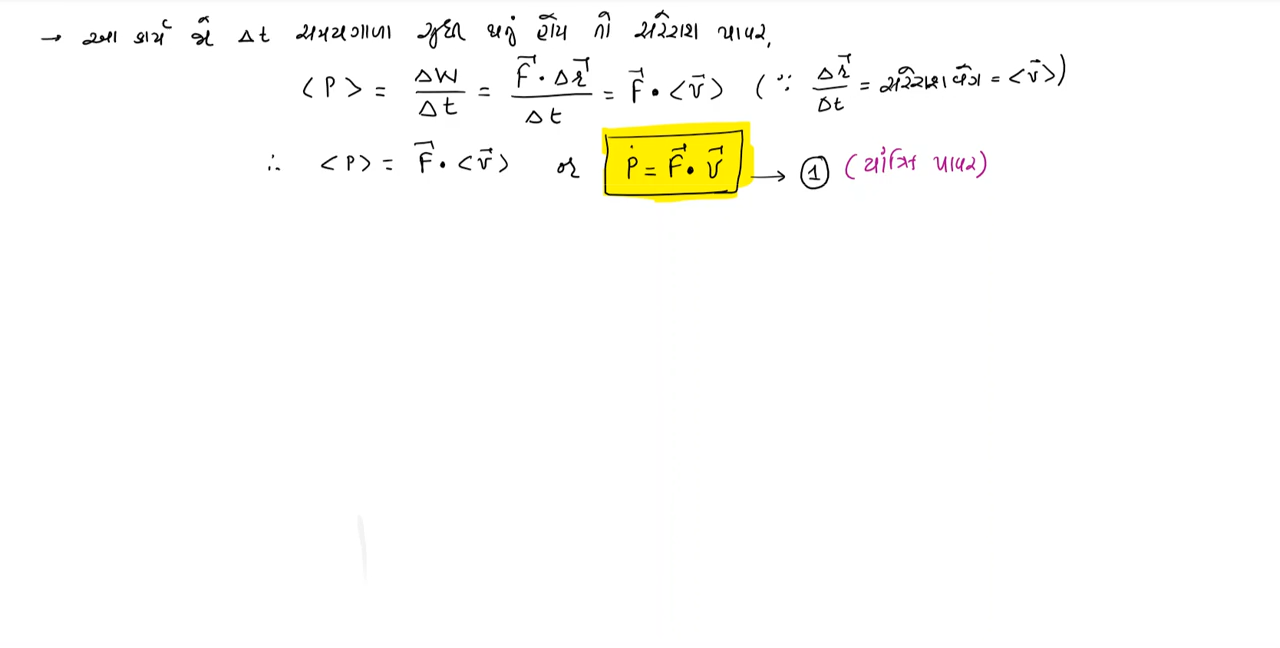 → આ કાર્ય જો Δt સમયગાળા દરમ્યાન થતું હોય તો સરેરાશ પાવર,
<P> = ΔW/Δt = F⃗ · Δr⃗/Δt = F⃗ · <v⃗> (∵ Δr⃗/Δt = સરેરાશ વેગ = <v⃗>)
∴ <P> = F⃗ · <v⃗> or P = F⃗ · v⃗ → ① (યાંત્રિક પાવર)